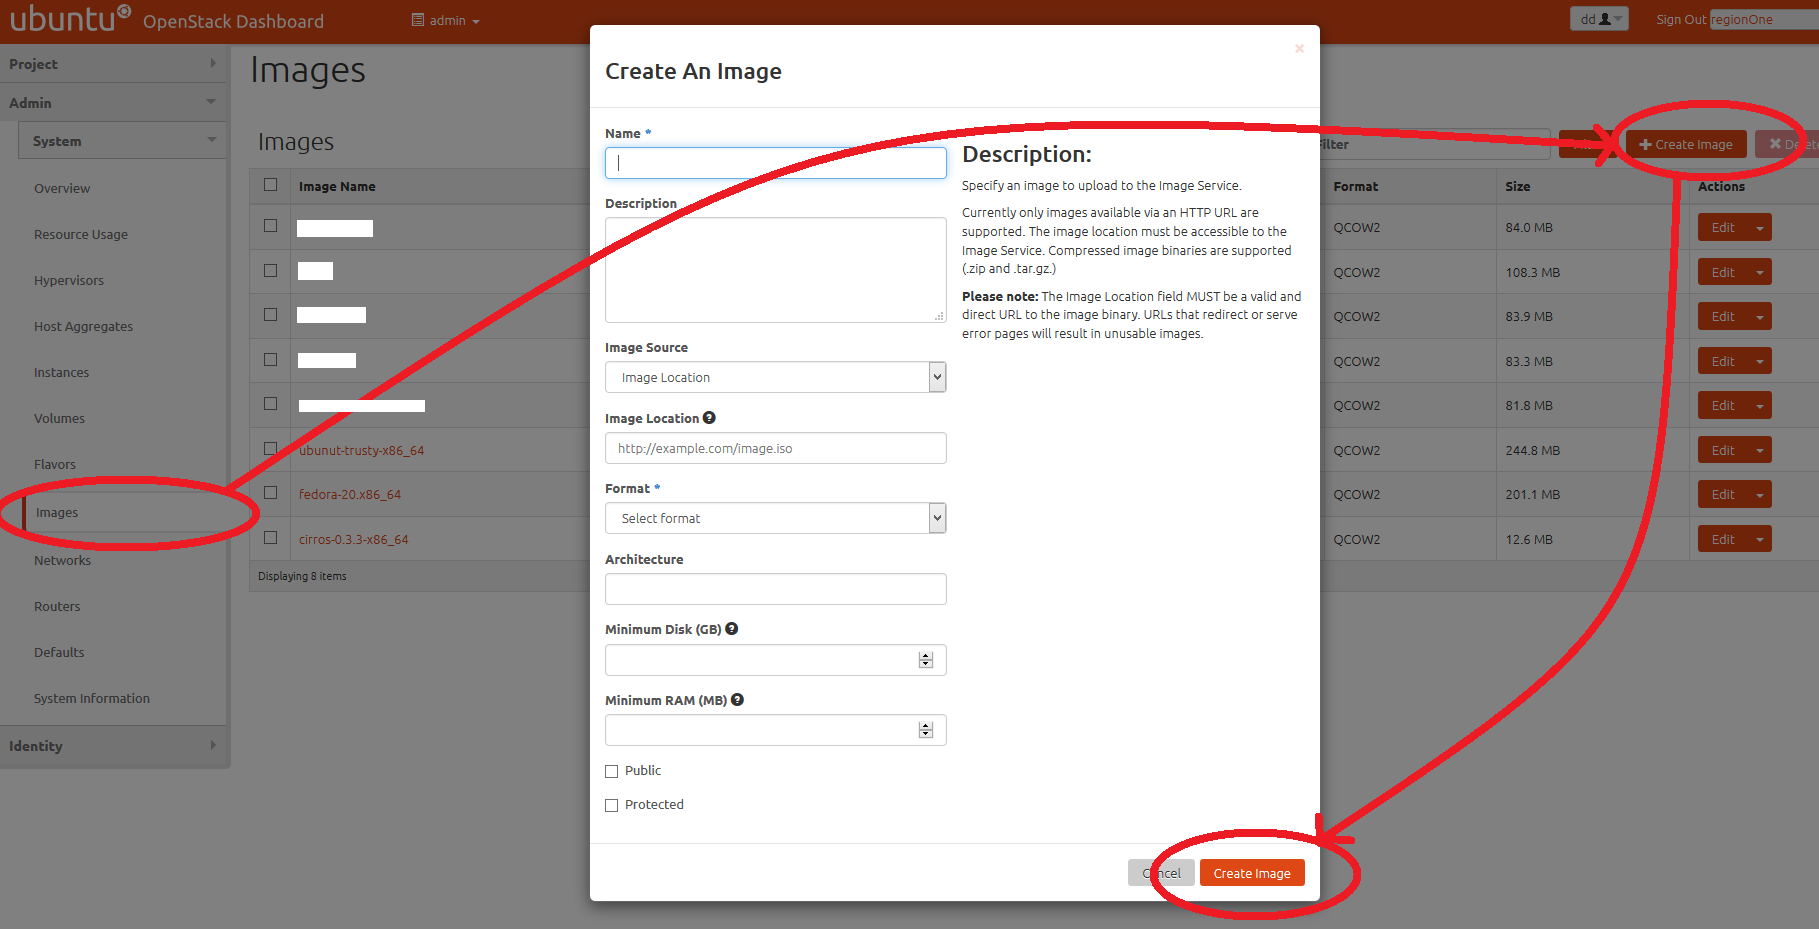 ubuntu OpenStack Dashboard admin dd Sign Out regionOne
Project
Admin
System
Overview
Resource Usage
Hypervisors
Host Aggregates
Instances
Volumes
Flavors
Images
Networks
Routers
Defaults
System Information
Identity
Images
Images
Filter
Create Image
Image Name
Format Size Actions
QCOW2 84.0 MB Edit
QCOW2 108.3 MB Edit
QCOW2 83.9 MB Edit
QCOW2 83.3 MB Edit
QCOW2 81.8 MB Edit
ubunut-trusty-x86_64 QCOW2 244.8 MB Edit
fedora-20.x86_64 QCOW2 201.1 MB Edit
cirros-0.3.3-x86_64 QCOW2 12.6 MB Edit
Displaying 8 items
Create An Image
×
Name *
Description
Image Source
Image Location
Image Location
http://example.com/image.iso
Format *
Select format
Architecture
Minimum Disk (GB)
Minimum RAM (MB)
Public
Protected
Description:
Specify an image to upload to the Image Service.
Currently only images available via an HTTP URL are
supported. The image location must be accessible to the
Image Service. Compressed image binaries are supported
(.zip and .tar.gz.)
Please note: The Image Location field MUST be a valid and
direct URL to the image binary. URLs that redirect or serve
error pages will result in unusable images.
Cancel Create Image